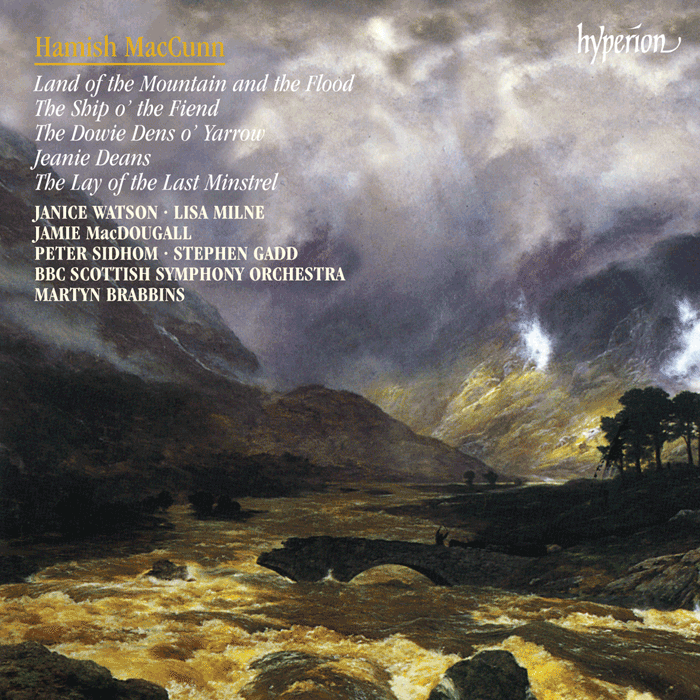 Hamish MacCunn
hyperion
Land of the Mountain and the Flood
The Ship o' the Fiend
The Dowie Dens o' Yarrow
Jeanie Deans
The Lay of the Last Minstrel
JANICE WATSON · LISA MILNE
JAMIE MacDOUGALL
PETER SIDHOM · STEPHEN GADD
BBC SCOTTISH SYMPHONY ORCHESTRA
MARTYN BRABBINS